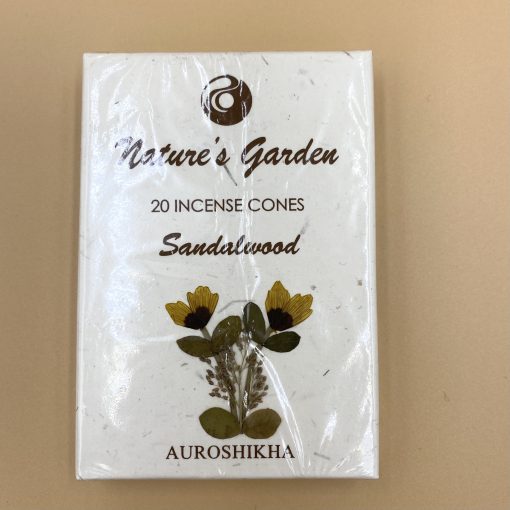 Nature's Garden
20 INCENSE CONES
Sandalwood
AUROSHIKHA